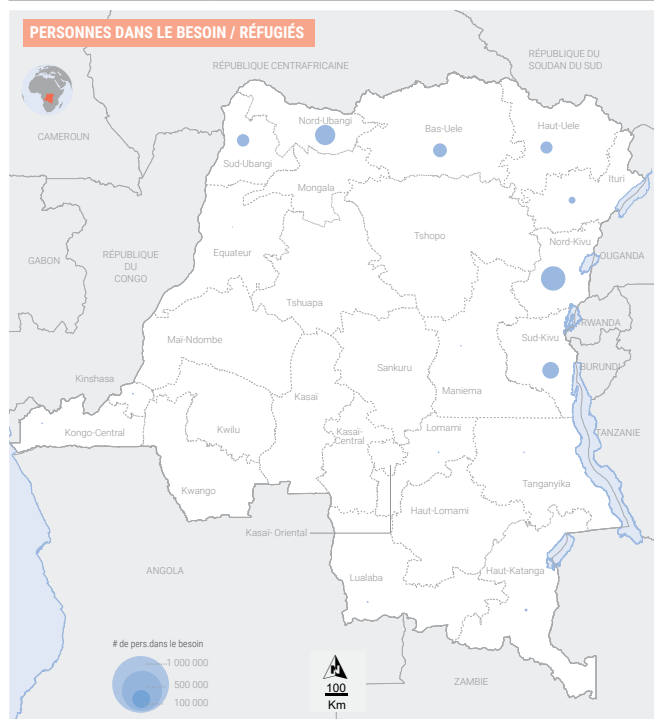 PERSONNES DANS LE BESOIN / RÉFUGIÉS
RÉPUBLIQUE DU
SOUDAN DU SUD
RÉPUBLIQUE CENTRAFRICAINE
CAMEROUN
Nord-Ubangi
Bas-Uele
Haut-Uele
Sud-Ubangi
Ituri
Mongala
Tshopo
Nord-Kivu
Equateur
GABON
RÉPUBLIQUE
DU
CONGO
OUGANDA
Tshuapa
RWANDA
Maï-Ndombe
Sud-Kivu
Sankuru
BURUNDI
Kinshasa
Kasaï
Maniema
Kongo-Central
Kwilu
Kasaï-
Central
Lomami
TANZANIE
Kwango
Tanganyika
Haut-Lomami
Kasaï- Oriental
ANGOLA
Lualaba
Haut-Katanga
# de pers.dans le besoin
1 000 000
500 000
100 000
N
100
Km
ZAMBIE